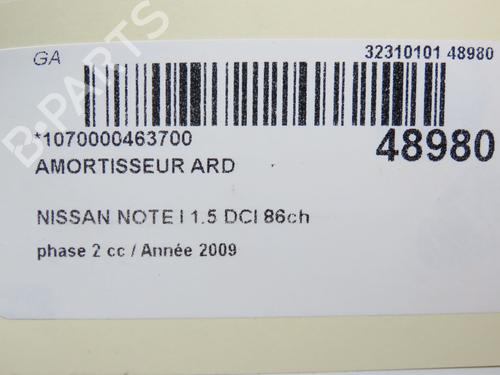 GA
32310101 48980
*1070000463700
48980
AMORTISSEUR ARD
NISSAN NOTE I 1.5 DCI 86ch
phase 2 cc / Année 2009
B-PARTS